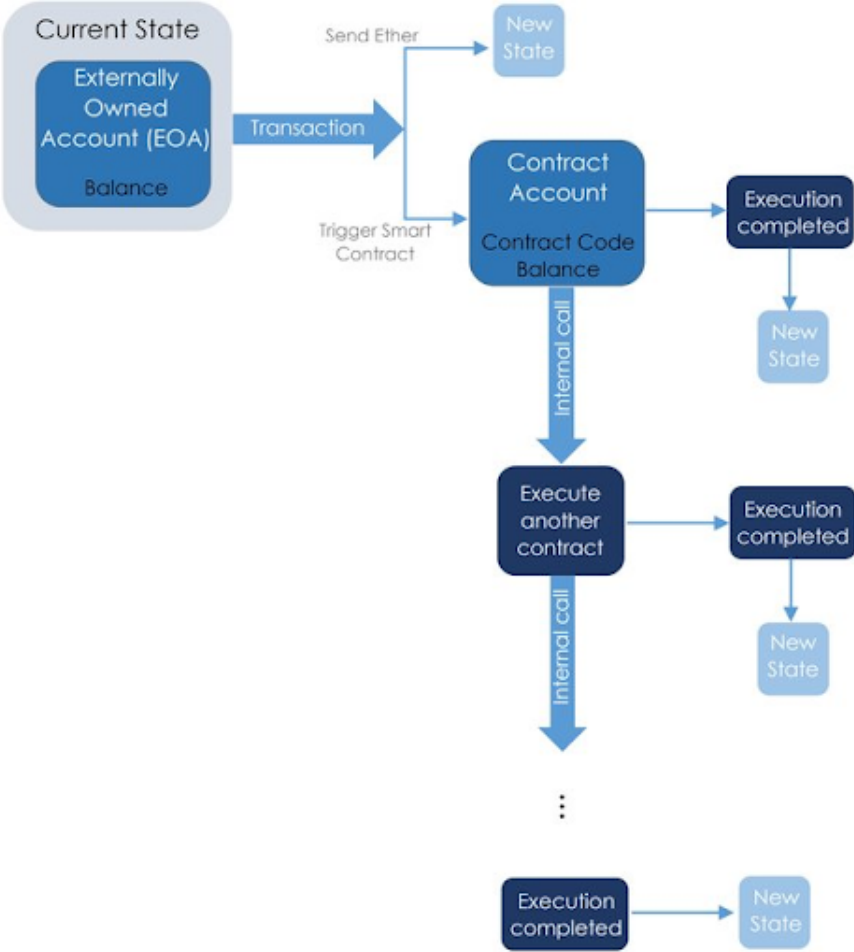 Current State
Externally
Owned
Account (EOA)
Balance
Transaction
Send Ether
New
State
Trigger Smart
Contract
Contract
Account
Contract Code
Balance
Execution
completed
New
State
Internal call
Execute
another
contract
Execution
completed
New
State
Internal call
...
Execution
completed
New
State